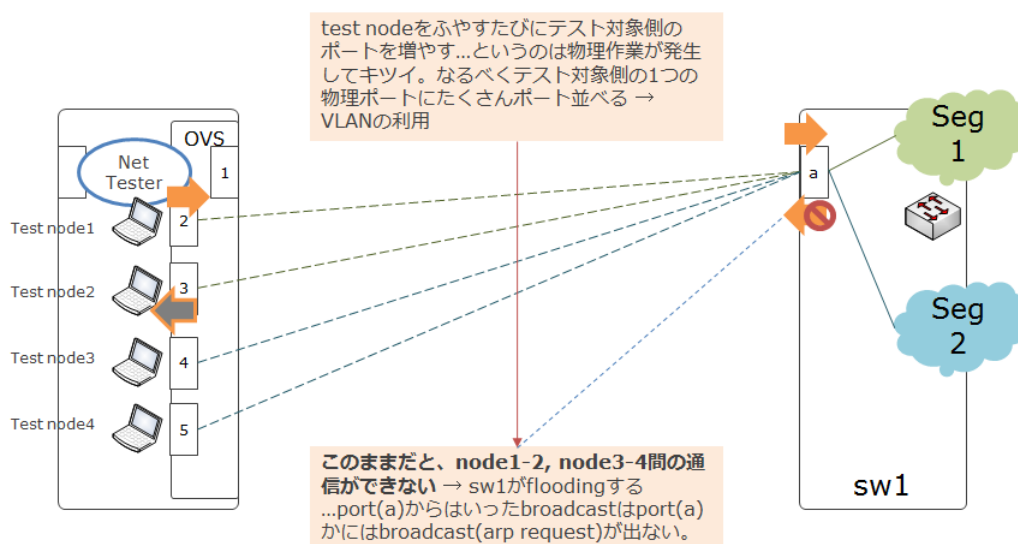 test nodeをふやすたびにテスト対象側の
ポートを増やす…というのは物理作業が発生
してキツイ。なるべくテスト対象側の1つの
物理ポートにたくさんポート並べる →
VLANの利用
OVS
Net
Tester
1
Test node1
2
Test node2
3
Test node3
4
Test node4
5
a
Seg
1
Seg
2
sw1
このままだと、node1-2, node3-4間の通
信ができない → sw1がfloodingする
…port(a)からはいったbroadcastはport(a)
かにはbroadcast(arp request)が出ない。